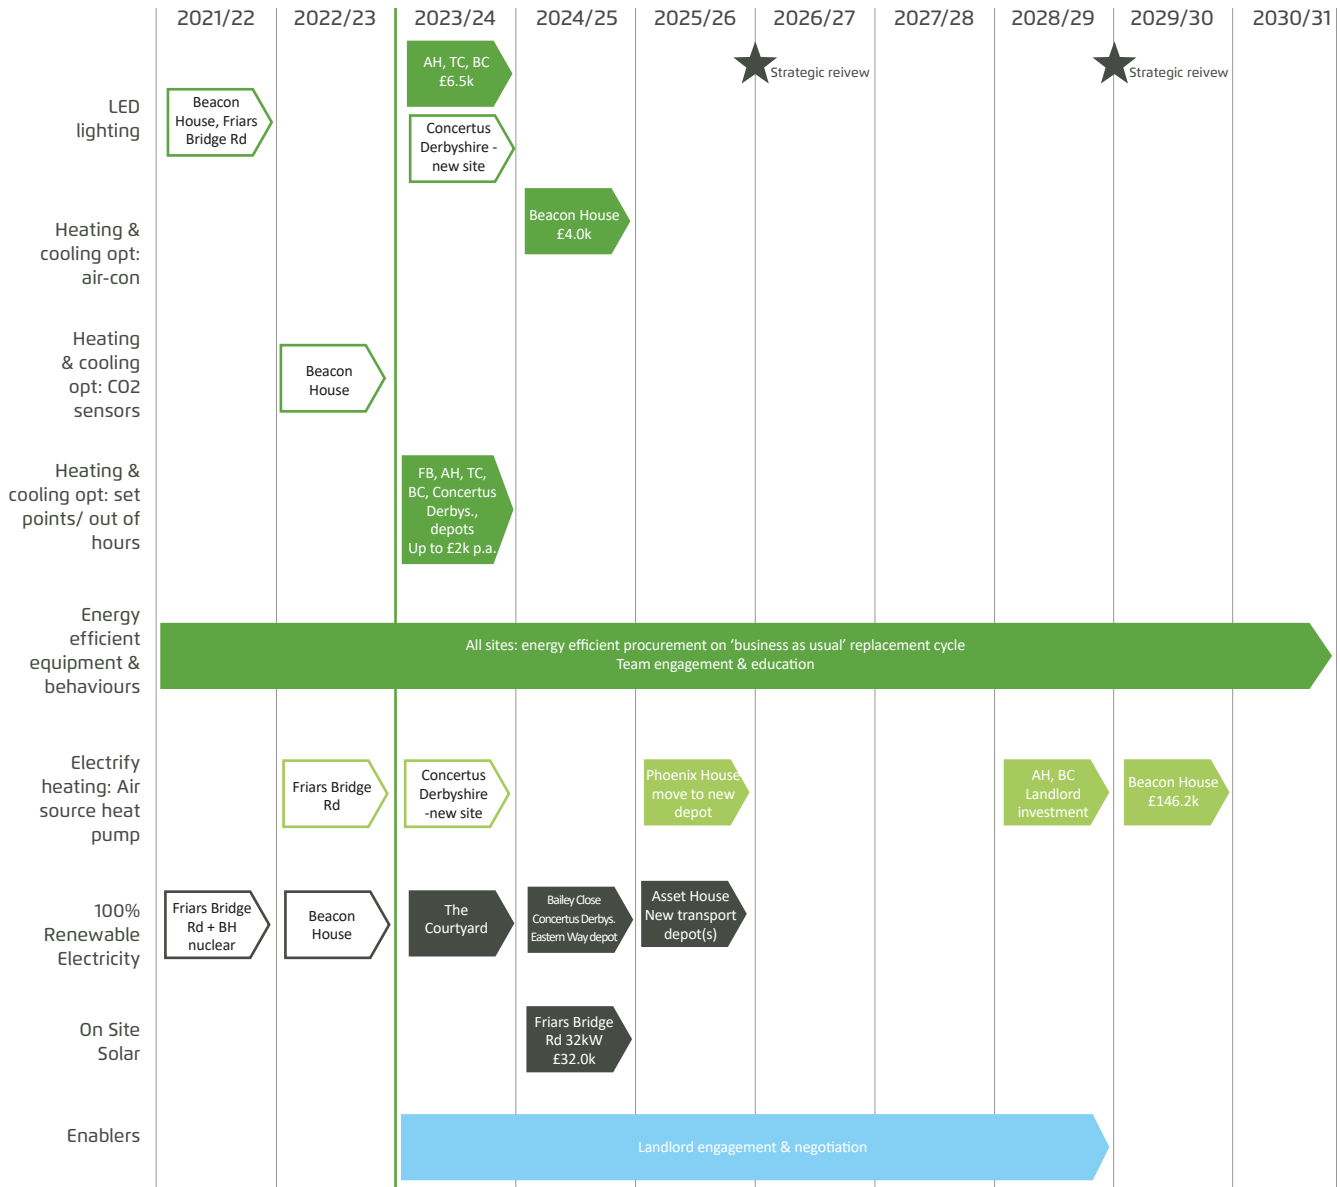 2021/22 2022/23 2023/24 2024/25 2025/26 2026/27 2027/28 2028/29 2029/30 2030/31
Strategic reivew
Strategic reivew
LED
lighting
Beacon
House, Friars
Bridge Rd
AH, TC, BC
£6.5k
Concertus
Derbyshire -
new site
Heating &
cooling opt:
air-con
Beacon House
£4.0k
Heating
& cooling
opt: CO2
sensors
Beacon
House
Heating &
cooling opt: set
points/ out of
hours
FB, AH, TC,
BC, Concertus
Derbys.,
depots
Up to £2k p.a.
Energy
efficient
equipment &
behaviours
All sites: energy efficient procurement on ‘business as usual’ replacement cycle
Team engagement & education
Electrify
heating: Air
source heat
pump
Friars Bridge
Rd
Concertus
Derbyshire
-new site
Phoenix House
move to new
depot
AH, BC
Landlord
investment
Beacon House
£146.2k
100%
Renewable
Electricity
Friars Bridge
Rd + BH
nuclear
Beacon
House
The
Courtyard
Bailey Close
Concertus Derbys.
Eastern Way depot
Asset House
New transport
depot(s)
On Site
Solar
Friars Bridge
Rd 32kW
£32.0k
Enablers
Landlord engagement & negotiation